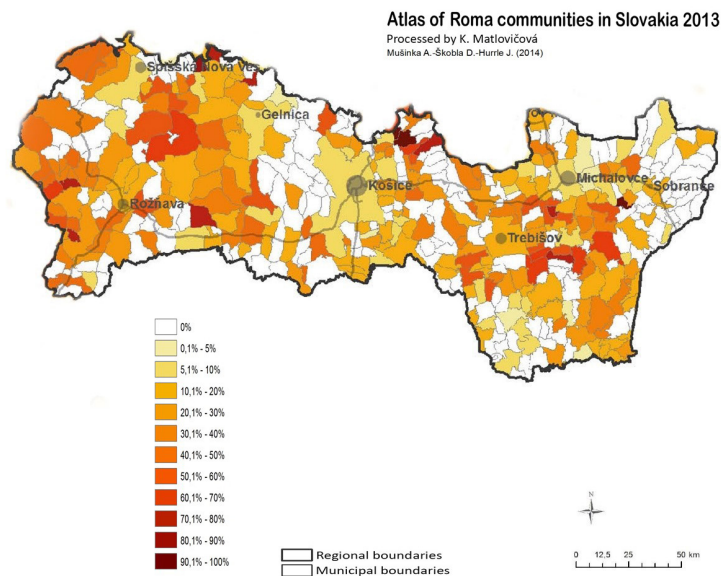 Atlas of Roma communities in Slovakia 2013
Processed by K. Matlovičová
Mušinka A.-Škobla D.-Hurrle J. (2014)
Spišská Nová Ves
Gelnica
Košice
Michalovce
Sobrance
Rožnava
Trebišov
0%
0,1% - 5%
5,1% - 10%
10,1% - 20%
20,1% - 30%
30,1% - 40%
40,1% - 50%
50,1% - 60%
60,1% - 70%
70,1% - 80%
80,1% - 90%
90,1% - 100%
N
Regional boundaries
Municipal boundaries
0 12,5 25 50 km